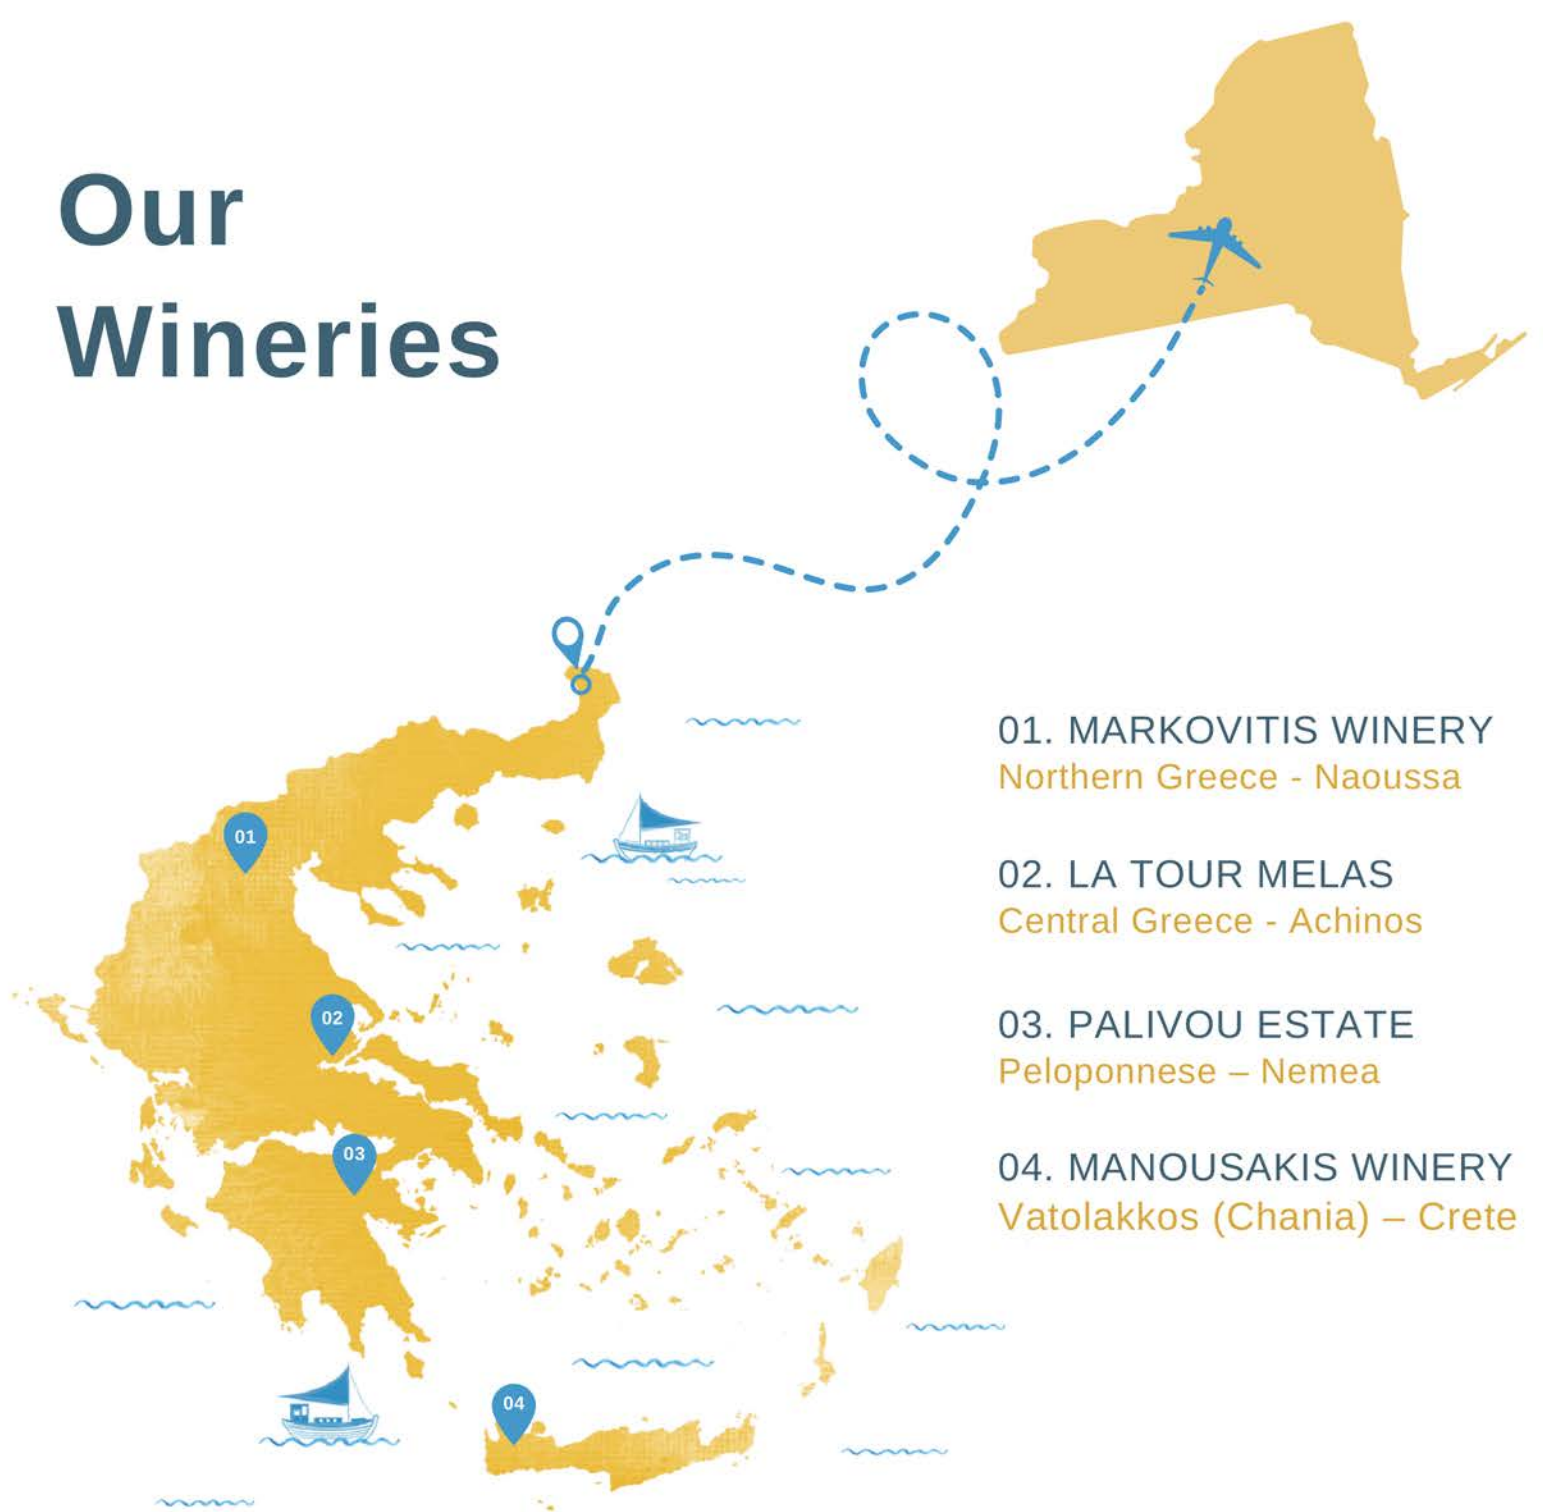 Our
Wineries
01. MARKOVITIS WINERY
Northern Greece - Naoussa
02. LA TOUR MELAS
Central Greece - Achinos
03. PALIVOU ESTATE
Peloponnese – Nemea
04. MANOUSAKIS WINERY
Vatolakkos (Chania) – Crete
01
02
03
04